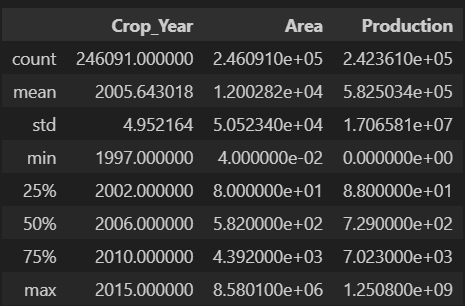 Crop_Year Area Production
count 246091.000000 2.460910e+05 2.423610e+05
mean 2005.643018 1.200282e+04 5.825034e+05
std 4.952164 5.052340e+04 1.706581e+07
min 1997.000000 4.000000e-02 0.000000e+00
25% 2002.000000 8.000000e+01 8.800000e+01
50% 2006.000000 5.820000e+02 7.290000e+02
75% 2010.000000 4.392000e+03 7.023000e+03
max 2015.000000 8.580100e+06 1.250800e+09